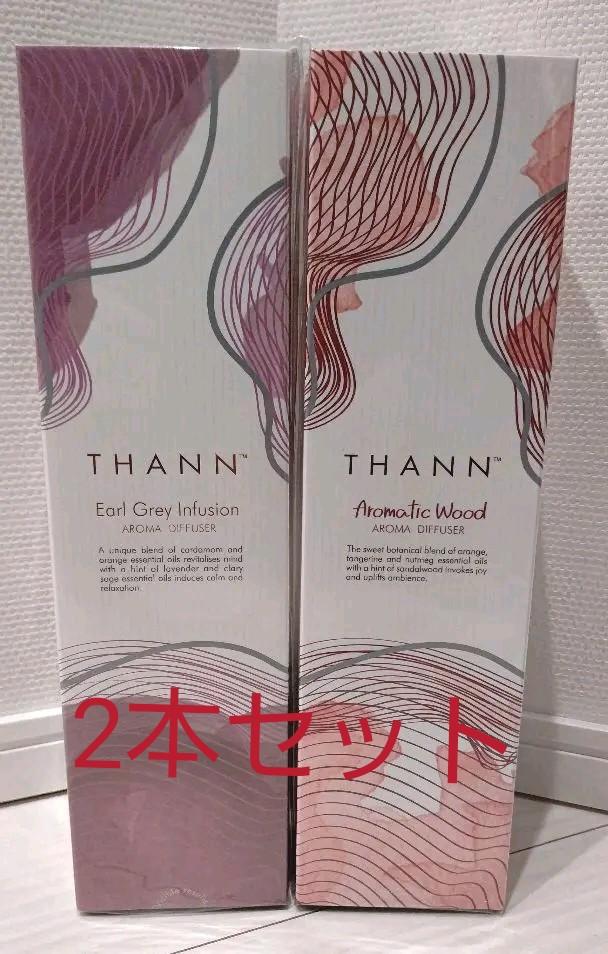 THANN™
Earl Grey Infusion
AROMA DIFFUSER
A unique blend of cardamom and
orange essential oils revitalises mind
with a hint of lavender and clary
sage essential oils induces calm and
relaxation.
THANN™
Aromatic Wood
AROMA DIFFUSER
The sweet botanical blend of orange,
tangerine and nutmeg essential oils
with a hint of sandalwood invokes joy
and uplifts ambience.
2本セット